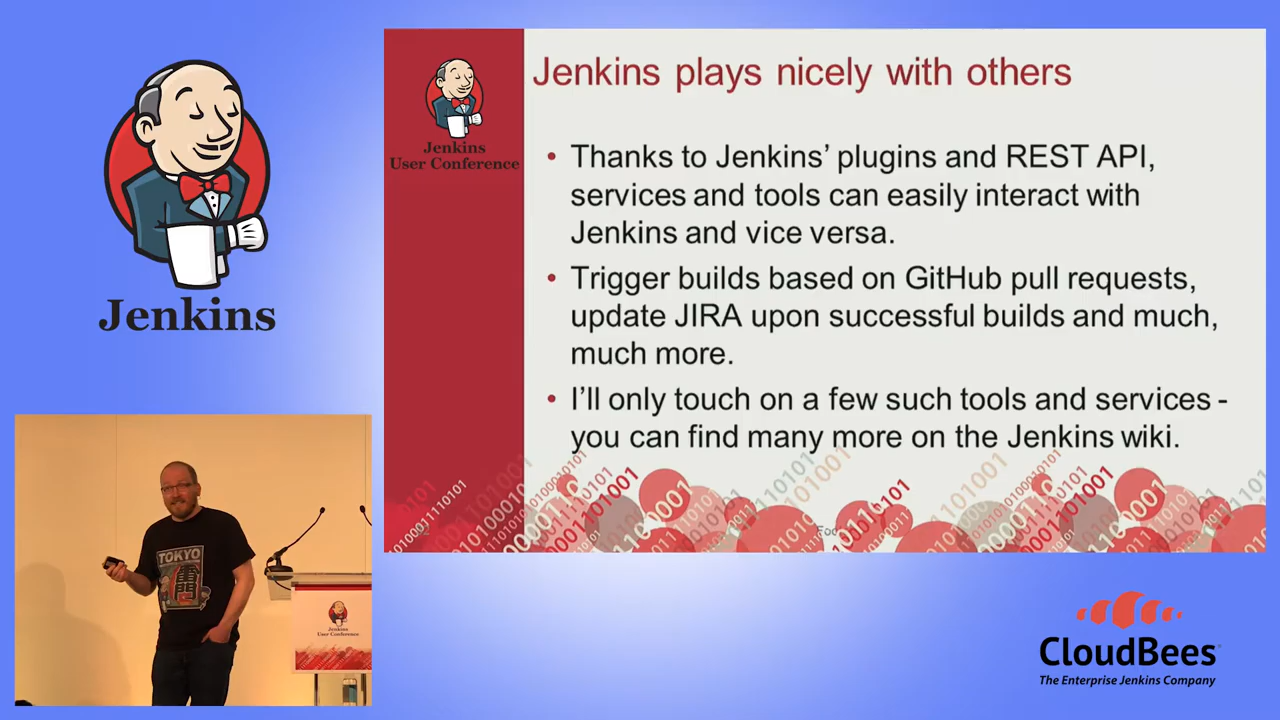 Jenkins
Jenkins
User Conference
Jenkins plays nicely with others
• Thanks to Jenkins’ plugins and REST API,
services and tools can easily interact with
Jenkins and vice versa.
• Trigger builds based on GitHub pull requests,
update JIRA upon successful builds and much,
much more.
• I’ll only touch on a few such tools and services -
you can find many more on the Jenkins wiki.
TOKYO
Jenkins
User Conference
CloudBees
The Enterprise Jenkins Company